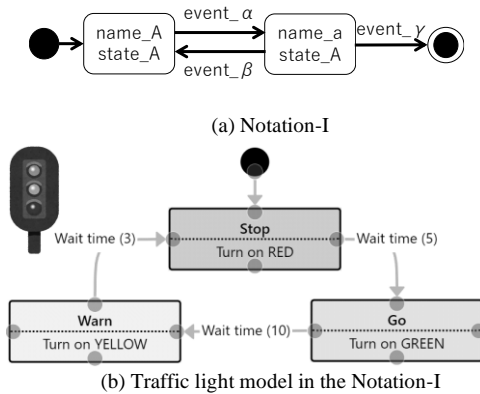 event_α
name_A
state_A
name_a
state_A
event_γ
event_β
(a) Notation-I
Wait time (3)
Stop
Turn on RED
Wait time (5)
Warn
Turn on YELLOW
Wait time (10)
Go
Turn on GREEN
(b) Traffic light model in the Notation-I